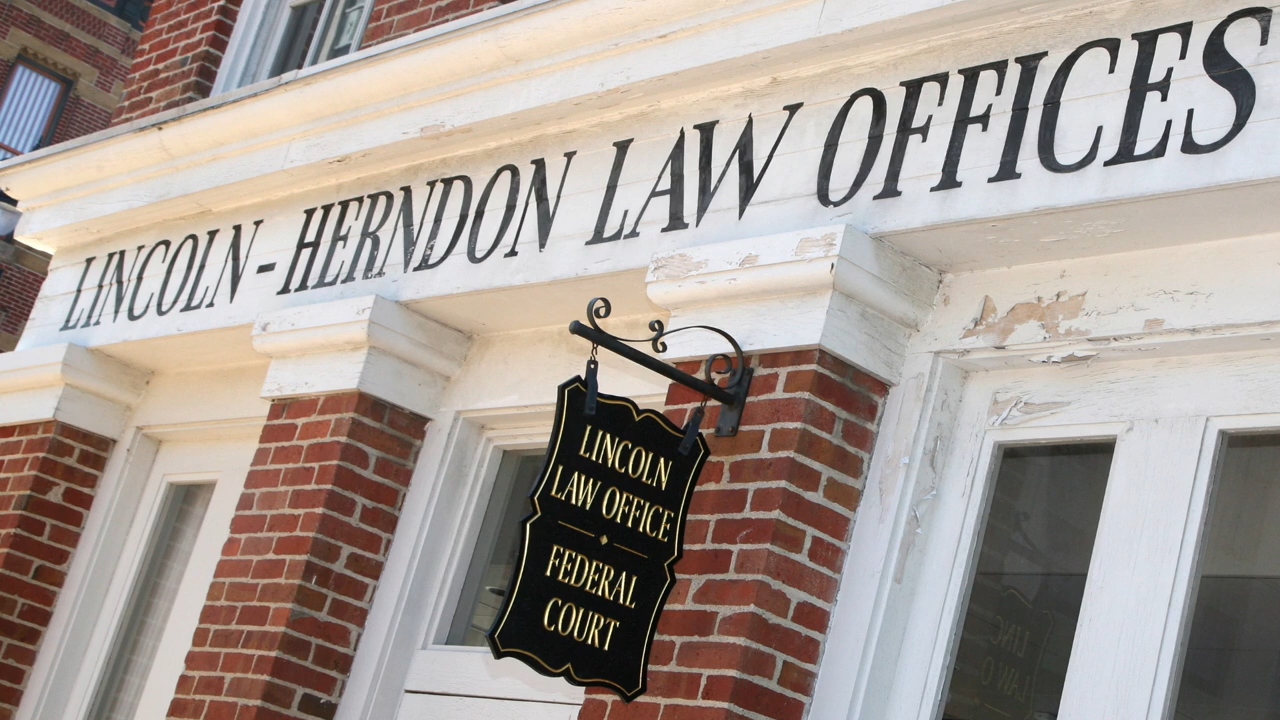 LINCOLN-HERNDON LAW OFFICES
LINCOLN
LAW OFFICE
FEDERAL
COURT